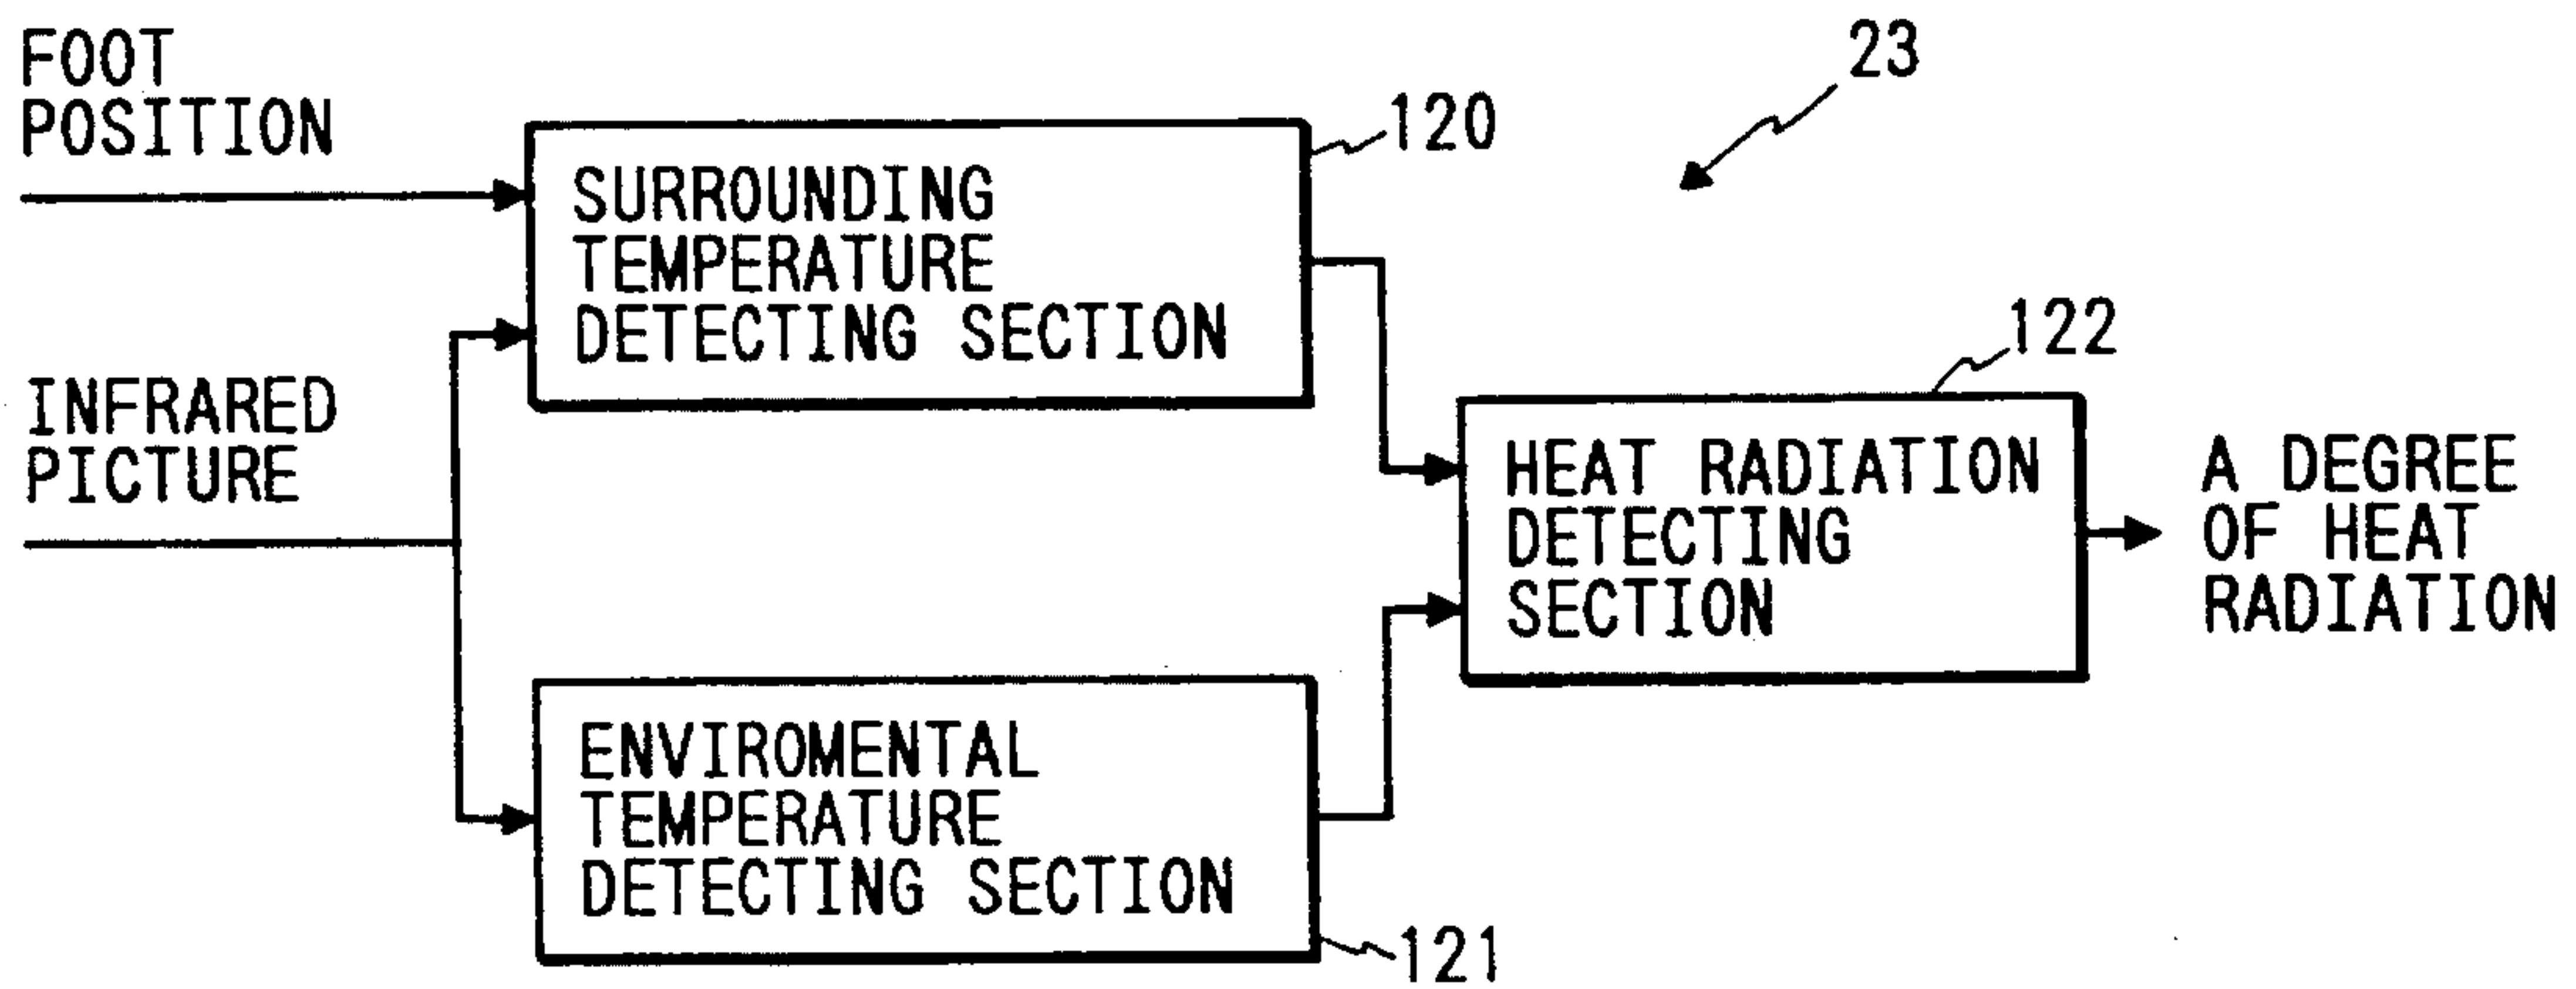 FOOT
POSITION
23
120
SURROUNDING
TEMPERATURE
DETECTING SECTION
INFRARED
PICTURE
122
HEAT RADIATION
DETECTING
SECTION
A DEGREE
OF HEAT
RADIATION
ENVIROMENTAL
TEMPERATURE
DETECTING SECTION
121